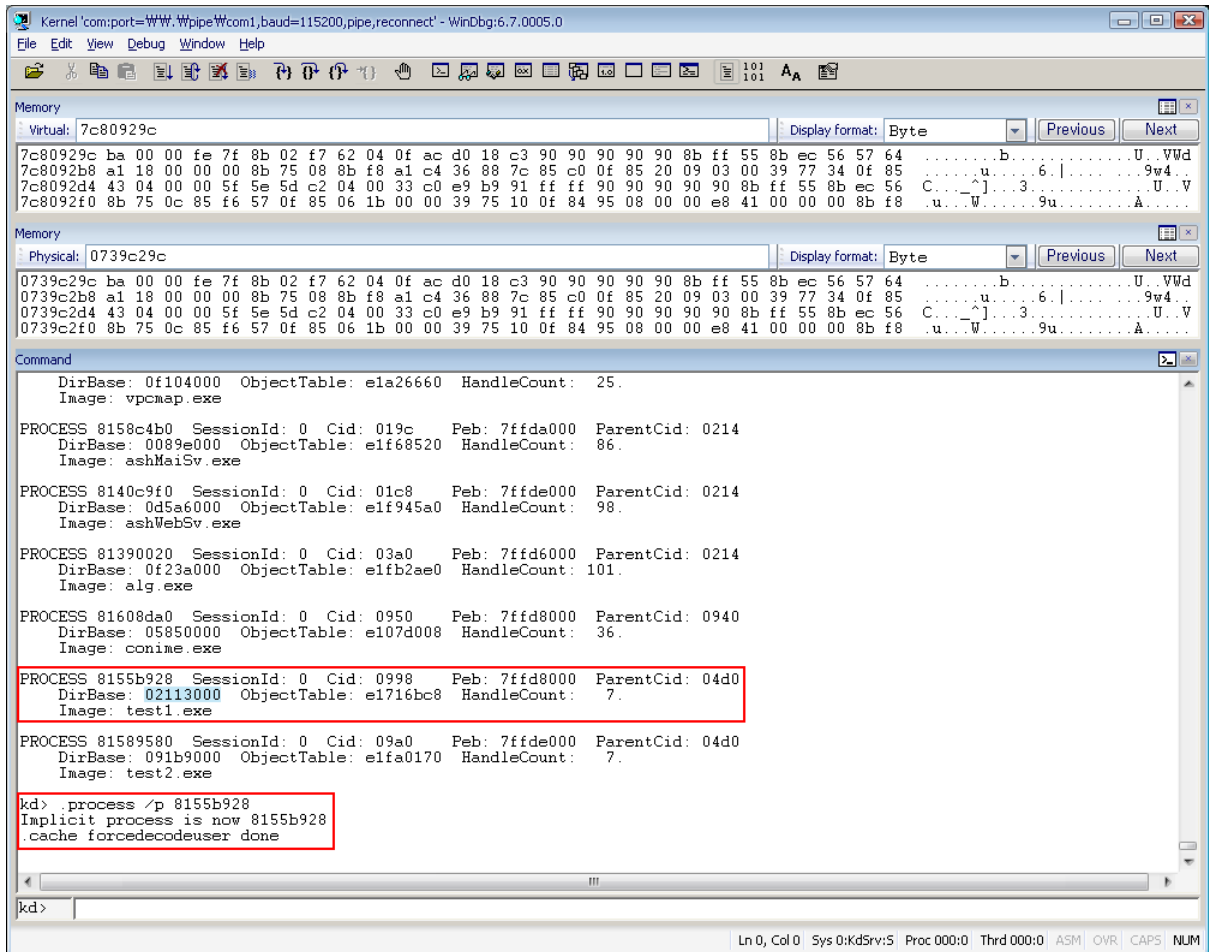 Kernel 'com:port=₩₩.₩pipe₩com1,baud=115200,pipe,reconnect' - WinDbg:6.7.0005.0
File Edit View Debug Window Help
Memory
Virtual: 7c80929c Display format: Byte Previous Next
7c80929c ba 00 00 fe 7f 8b 02 f7 62 04 0f ac d0 18 c3 90 90 90 90 90 8b ff 55 8b ec 56 57 64 ........b.............U..VWd
7c8092b8 a1 18 00 00 00 8b 75 08 8b f8 a1 c4 36 88 7c 85 c0 0f 85 20 09 03 00 39 77 34 0f 85 ......u.....6.|.... ...9w4..
7c8092d4 43 04 00 00 5f 5e 5d c2 04 00 33 c0 e9 b9 91 ff ff 90 90 90 90 90 8b ff 55 8b ec 56 C..._^]...3.............U..V
7c8092f0 8b 75 0c 85 f6 57 0f 85 06 1b 00 00 39 75 10 0f 84 95 08 00 00 e8 41 00 00 00 8b f8 .u...W......9u........A.....
Memory
Physical: 0739c29c Display format: Byte Previous Next
0739c29c ba 00 00 fe 7f 8b 02 f7 62 04 0f ac d0 18 c3 90 90 90 90 90 8b ff 55 8b ec 56 57 64 ........b.............U..VWd
0739c2b8 a1 18 00 00 00 8b 75 08 8b f8 a1 c4 36 88 7c 85 c0 0f 85 20 09 03 00 39 77 34 0f 85 ......u.....6.|.... ...9w4..
0739c2d4 43 04 00 00 5f 5e 5d c2 04 00 33 c0 e9 b9 91 ff ff 90 90 90 90 90 8b ff 55 8b ec 56 C..._^]...3.............U..V
0739c2f0 8b 75 0c 85 f6 57 0f 85 06 1b 00 00 39 75 10 0f 84 95 08 00 00 e8 41 00 00 00 8b f8 .u...W......9u........A.....
Command
DirBase: 0f104000 ObjectTable: e1a26660 HandleCount: 25.
Image: vpcmap.exe
PROCESS 8158c4b0 SessionId: 0 Cid: 019c Peb: 7ffda000 ParentCid: 0214
DirBase: 0089e000 ObjectTable: e1f68520 HandleCount: 86.
Image: ashMaiSv.exe
PROCESS 8140c9f0 SessionId: 0 Cid: 01c8 Peb: 7ffde000 ParentCid: 0214
DirBase: 0d5a6000 ObjectTable: e1f945a0 HandleCount: 98.
Image: ashWebSv.exe
PROCESS 81390020 SessionId: 0 Cid: 03a0 Peb: 7ffd6000 ParentCid: 0214
DirBase: 0f23a000 ObjectTable: e1fb2ae0 HandleCount: 101.
Image: alg.exe
PROCESS 81608da0 SessionId: 0 Cid: 0950 Peb: 7ffd8000 ParentCid: 0940
DirBase: 05850000 ObjectTable: e107d008 HandleCount: 36.
Image: conime.exe
PROCESS 8155b928 SessionId: 0 Cid: 0998 Peb: 7ffd8000 ParentCid: 04d0
DirBase: 02113000 ObjectTable: e1716bc8 HandleCount: 7.
Image: test1.exe
PROCESS 81589580 SessionId: 0 Cid: 09a0 Peb: 7ffde000 ParentCid: 04d0
DirBase: 091b9000 ObjectTable: e1fa0170 HandleCount: 7.
Image: test2.exe
kd> .process /p 8155b928
Implicit process is now 8155b928
.cache forcedecodeuser done
kd>
Ln 0, Col 0 Sys 0:KdSrv:S Proc 000:0 Thrd 000:0 ASM OVR CAPS NUM